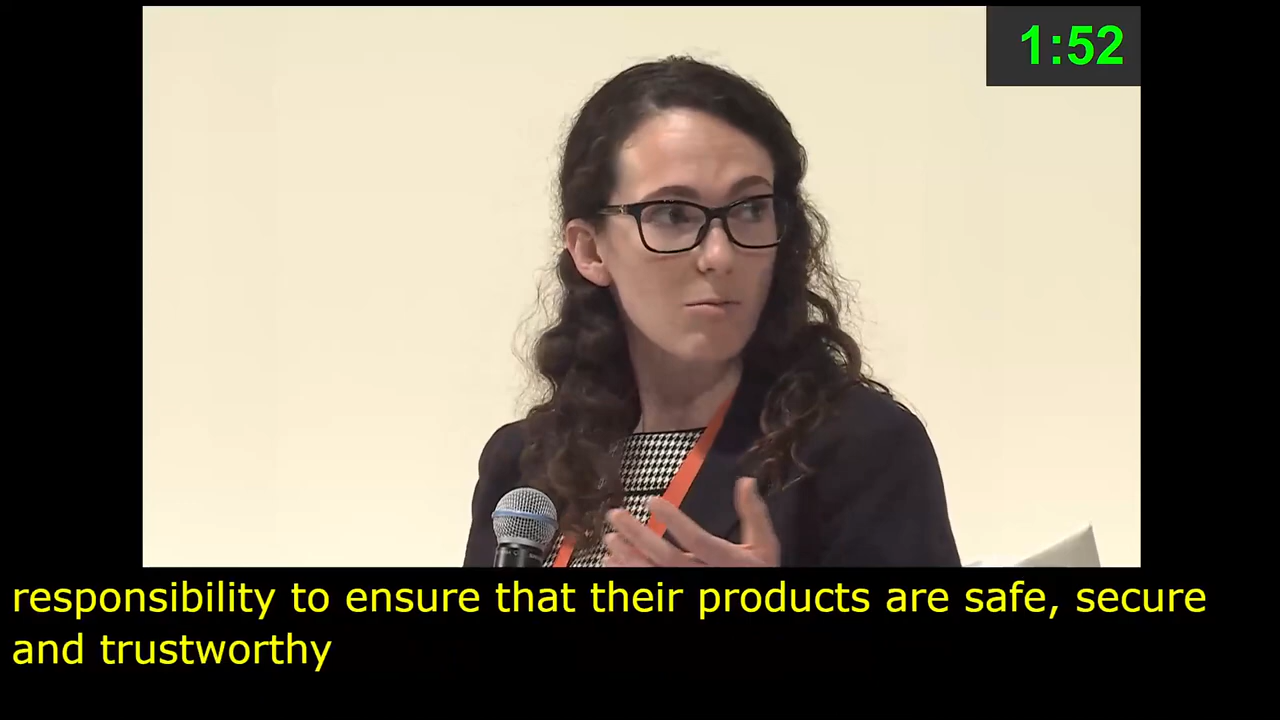 1:52
responsibility to ensure that their products are safe, secure
and trustworthy